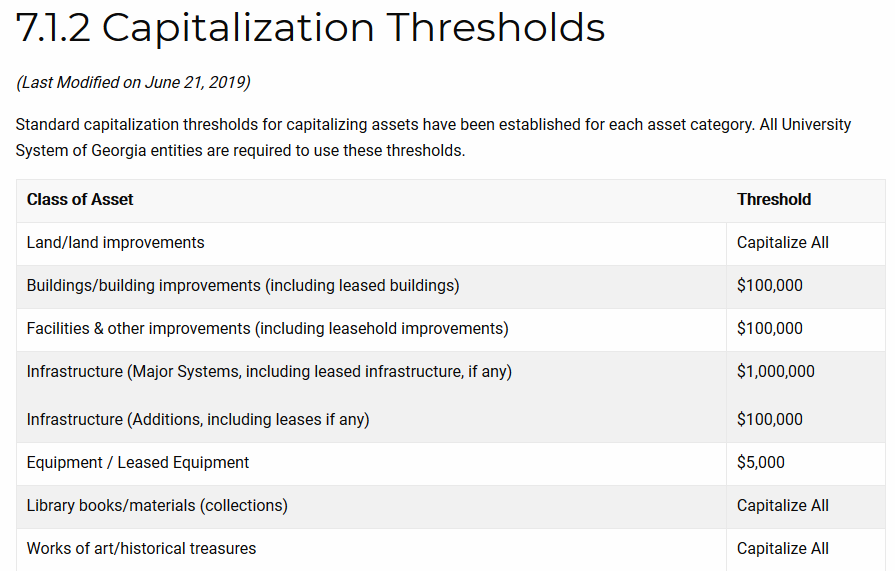 7.1.2 Capitalization Thresholds
(Last Modified on June 21, 2019)
Standard capitalization thresholds for capitalizing assets have been established for each asset category. All University
System of Georgia entities are required to use these thresholds.
Class of Asset Threshold
Land/land improvements Capitalize All
Buildings/building improvements (including leased buildings) $100,000
Facilities & other improvements (including leasehold improvements) $100,000
Infrastructure (Major Systems, including leased infrastructure, if any) $1,000,000
Infrastructure (Additions, including leases if any) $100,000
Equipment / Leased Equipment $5,000
Library books/materials (collections) Capitalize All
Works of art/historical treasures Capitalize All